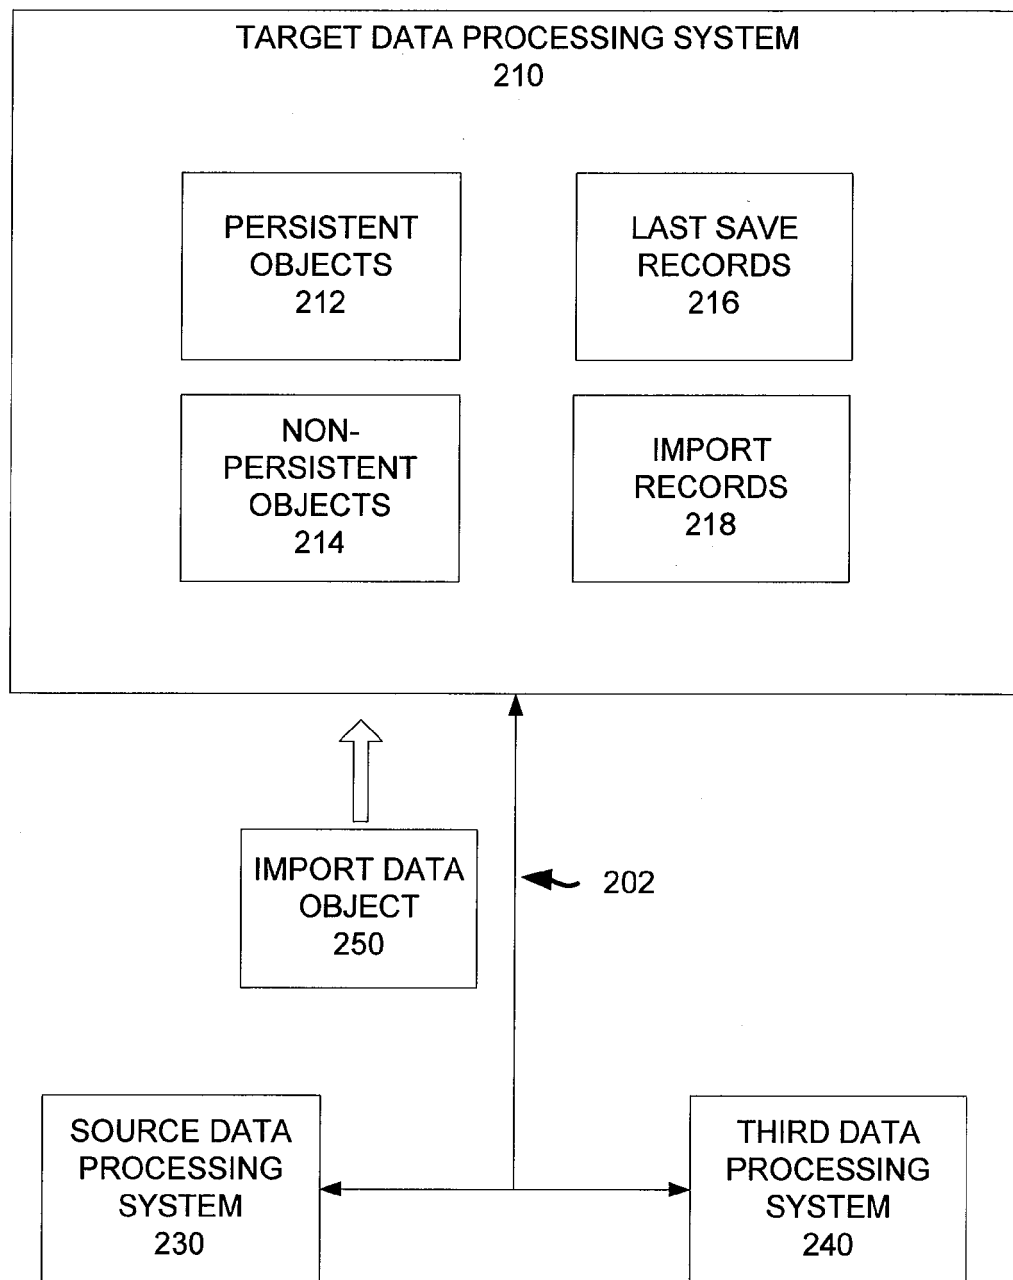 TARGET DATA PROCESSING SYSTEM
210
PERSISTENT
OBJECTS
212
LAST SAVE
RECORDS
216
NON-
PERSISTENT
OBJECTS
214
IMPORT
RECORDS
218
IMPORT DATA
OBJECT
250
202
SOURCE DATA
PROCESSING
SYSTEM
230
THIRD DATA
PROCESSING
SYSTEM
240